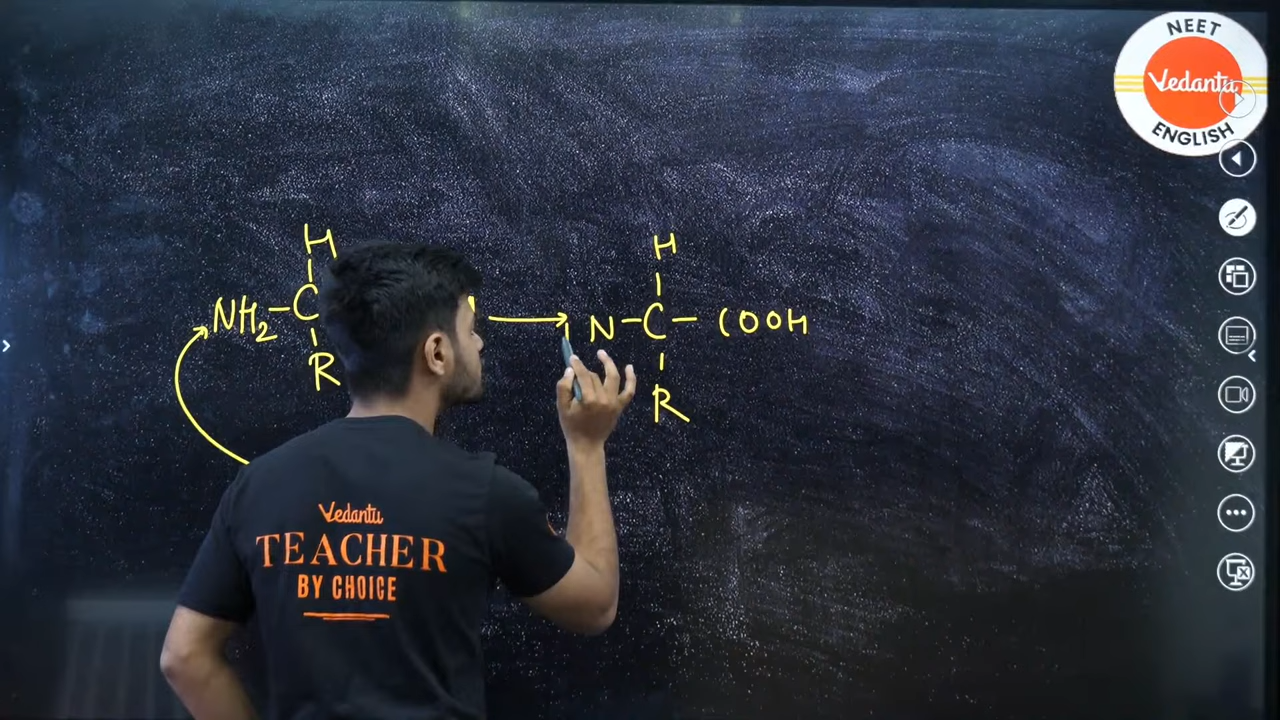 NEET
Vedantu
ENGLISH
H
NH₂-C
R
H
N-C-COOH
R
Vedantu
TEACHER
BY CHOICE